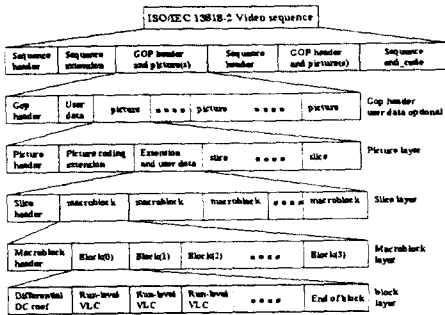 ISO/IEC 13818-2 Video sequence
Sequence header Sequence extension GOP header and picture(s) Sequence header GOP header and picture(s) Sequence end_code
Gop header User data picture •••• picture •••• picture Gop header user data optional
Picture header Picture coding extension Extension and user data slice •••• slice Picture layer
Slice header macroblock macroblock macroblock •••• macroblock Slice layer
Macroblock header Block(0) Block(1) Block(2) •••• Block(5) Macroblock layer
Differential DC coef Run-level VLC Run-level VLC Run-level VLC •••• End of block block layer